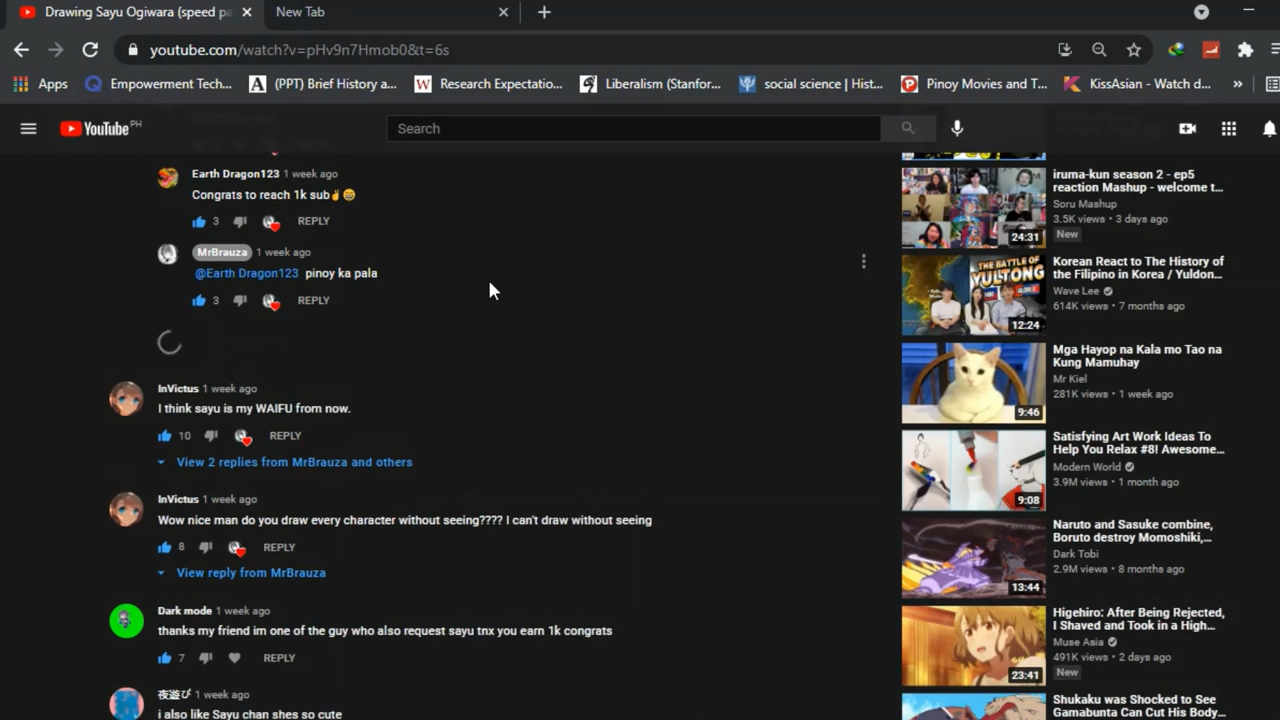 Drawing Sayu Ogiwara (speed pa
New Tab
youtube.com/watch?v=pHv9n7Hmob0&t=6s
Apps
Empowerment Tech...
(PPT) Brief History a...
Research Expectatio...
Liberalism (Stanfor...
social science | Hist...
Pinoy Movies and T...
KissAsian - Watch d...
»
YouTube PH
Search
Earth Dragon123 1 week ago
Congrats to reach 1k sub✌😁
3 REPLY
MrBrauza 1 week ago
@Earth Dragon123 pinoy ka pala
3 REPLY
InVictus 1 week ago
I think sayu is my WAIFU from now.
10 REPLY
View 2 replies from MrBrauza and others
InVictus 1 week ago
Wow nice man do you draw every character without seeing???? I can't draw without seeing
8 REPLY
View reply from MrBrauza
Dark mode 1 week ago
thanks my friend im one of the guy who also request sayu tnx you earn 1k congrats
7 REPLY
夜遊び 1 week ago
i also like Sayu chan shes so cute
24:31
iruma-kun season 2 - ep5
reaction Mashup - welcome t...
Soru Mashup
3.5K views • 3 days ago
New
THE BATTLE OF
YULTONG
12:24
Korean React to The History of
the Filipino in Korea / Yuldon...
Wave Lee
614K views • 7 months ago
9:46
Mga Hayop na Kala mo Tao na
Kung Mamuhay
Mr Kiel
281K views • 1 week ago
9:08
Satisfying Art Work Ideas To
Help You Relax #8! Awesome...
Modern World
3.9M views • 1 month ago
13:44
Naruto and Sasuke combine,
Boruto destroy Momoshiki,...
Dark Tobi
2.9M views • 8 months ago
23:41
Higehiro: After Being Rejected,
I Shaved and Took in a High...
Muse Asia
491K views • 2 days ago
New
Shukaku was Shocked to See
Gamabunta Can Cut His Body...